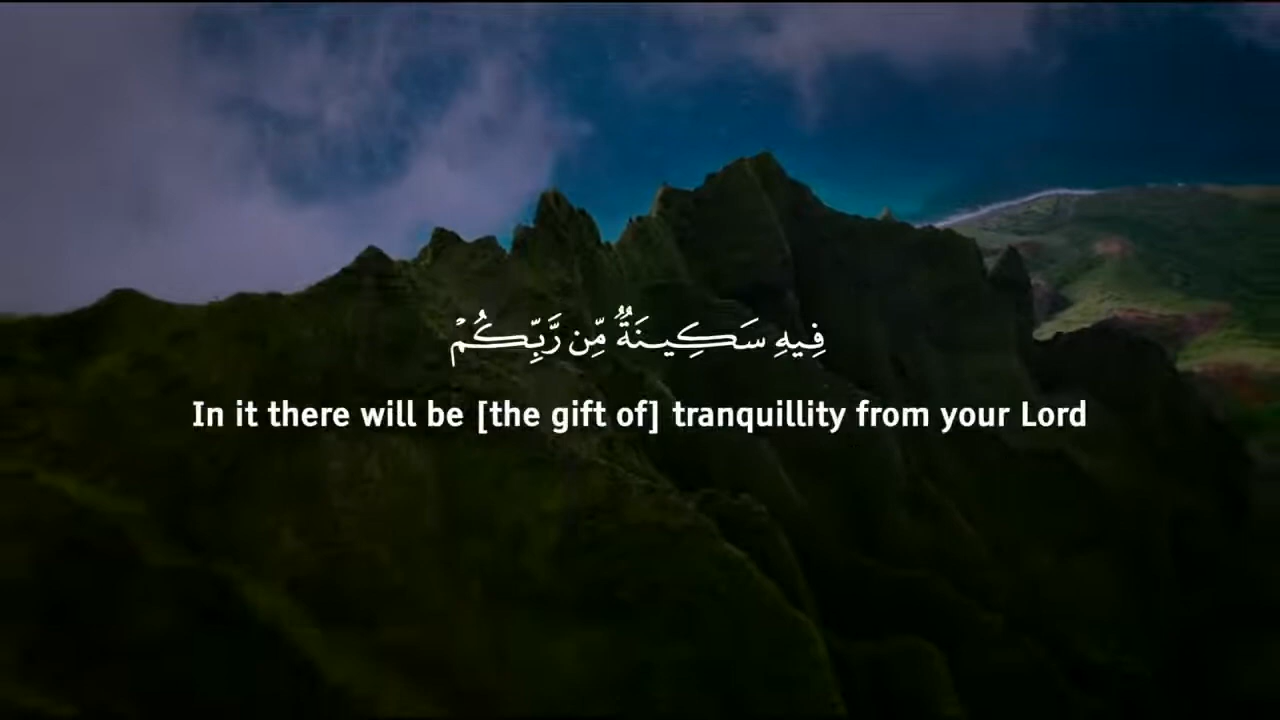 فِيهِ سَكِينَةٌ مِّن رَّبِّكُمْ
In it there will be [the gift of] tranquillity from your Lord